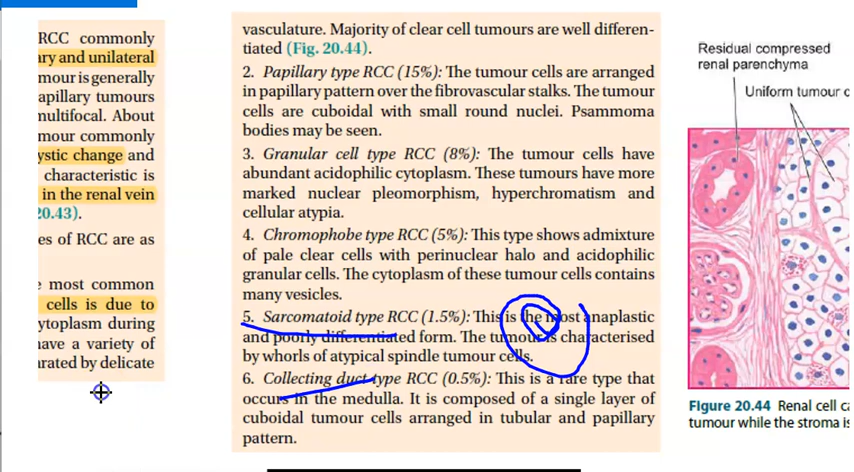 RCC commonly
ary and unilateral
mour is generally
apillary tumours
multifocal. About
mour commonly
ystic change and
characteristic is
in the renal vein
20.43).
es of RCC are as
most common
cells is due to
ytoplasm during
have a variety of
arated by delicate
vasculature. Majority of clear cell tumours are well differen-
tiated (Fig. 20.44).
2. Papillary type RCC (15%): The tumour cells are arranged
in papillary pattern over the fibrovascular stalks. The tumour
cells are cuboidal with small round nuclei. Psammoma
bodies may be seen.
3. Granular cell type RCC (8%): The tumour cells have
abundant acidophilic cytoplasm. These tumours have more
marked nuclear pleomorphism, hyperchromatism and
cellular atypia.
4. Chromophobe type RCC (5%): This type shows admixture
of pale clear cells with perinuclear halo and acidophilic
granular cells. The cytoplasm of these tumour cells contains
many vesicles.
5. Sarcomatoid type RCC (1.5%): This is the most anaplastic
and poorly differentiated form. The tumour is characterised
by whorls of atypical spindle tumour cells.
6. Collecting duct type RCC (0.5%): This is a rare type that
occurs in the medulla. It is composed of a single layer of
cuboidal tumour cells arranged in tubular and papillary
pattern.
Residual compressed
renal parenchyma
Uniform tumour c
Figure 20.44 Renal cell ca
tumour while the stroma is